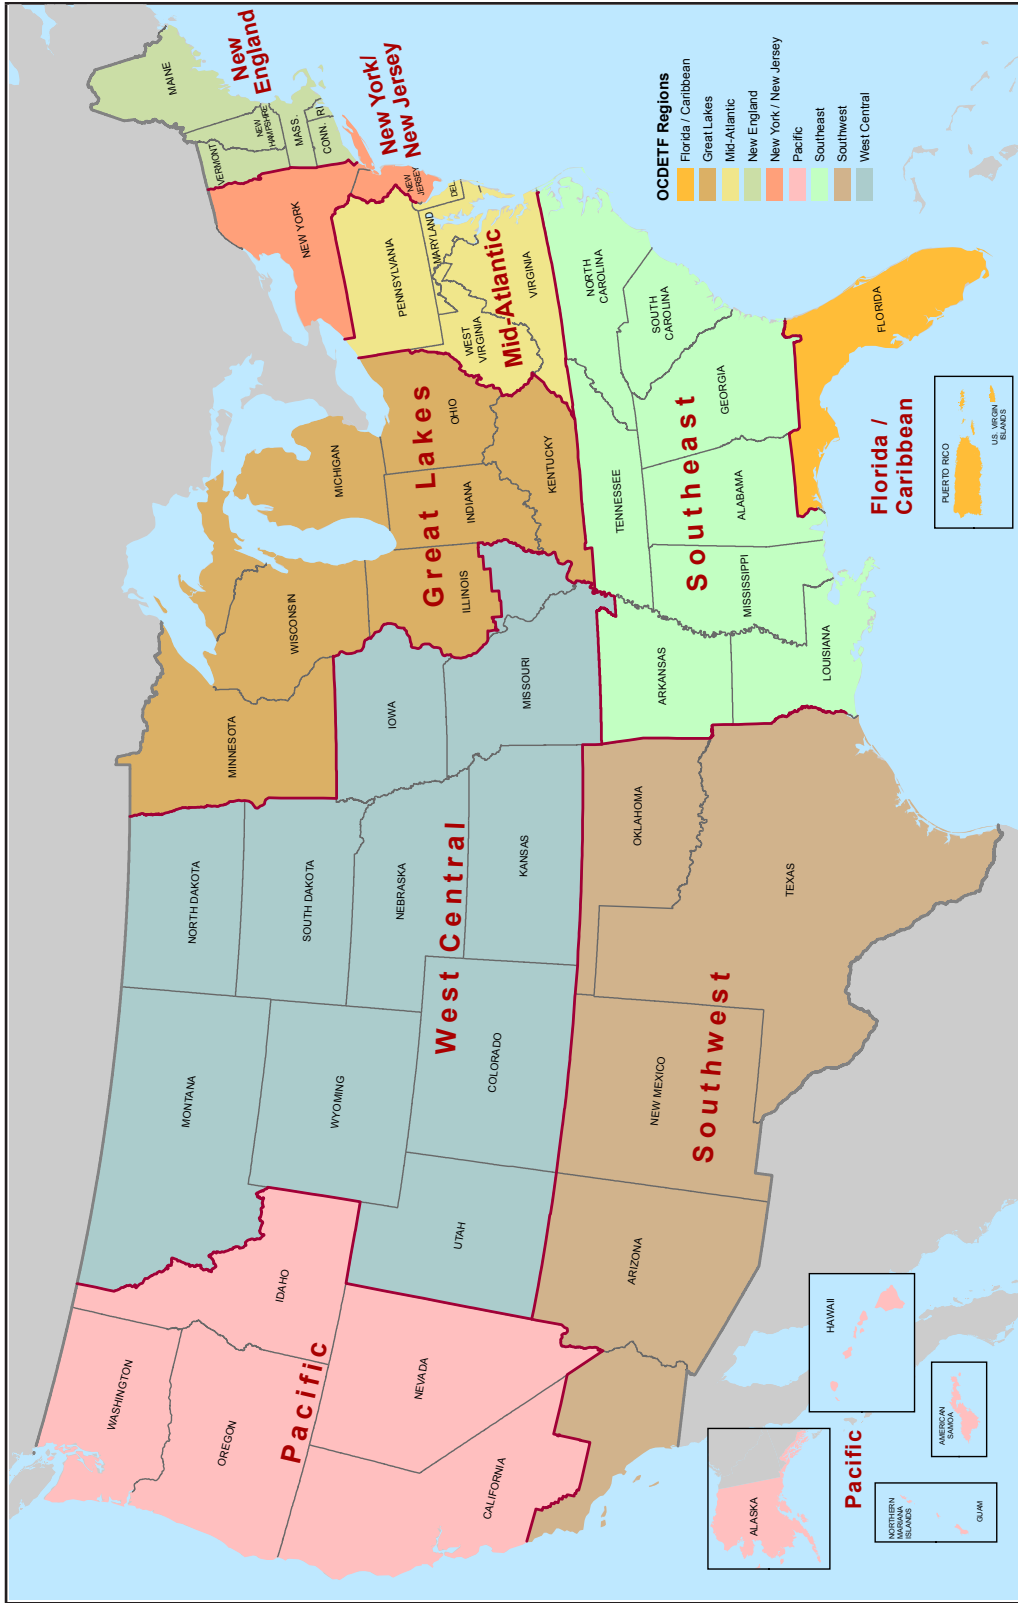 WASHINGTON
OREGON
CALIFORNIA
NEVADA
IDAHO
Pacific
MONTANA
WYOMING
UTAH
COLORADO
NORTH DAKOTA
SOUTH DAKOTA
NEBRASKA
KANSAS
IOWA
MISSOURI
West Central
ARIZONA
NEW MEXICO
OKLAHOMA
TEXAS
Southwest
MINNESOTA
WISCONSIN
MICHIGAN
ILLINOIS
INDIANA
OHIO
KENTUCKY
Great Lakes
ARKANSAS
LOUISIANA
MISSISSIPPI
ALABAMA
TENNESSEE
GEORGIA
SOUTH
CAROLINA
NORTH
CAROLINA
Southeast
PENNSYLVANIA
MARYLAND
DEL
WEST
VIRGINIA
VIRGINIA
Mid-Atlantic
NEW YORK
NEW
JERSEY
New York/
New Jersey
VERMONT
NEW
HAMPSHIRE
MAINE
MASS.
CONN.
RI
New
England
FLORIDA
Florida /
Caribbean
PUERTO RICO
U.S. VIRGIN
ISLANDS
ALASKA
HAWAII
Pacific
NORTHERN
MARIANA
ISLANDS
GUAM
AMERICAN
SAMOA
OCDETF Regions
Florida / Caribbean
Great Lakes
Mid-Atlantic
New England
New York / New Jersey
Pacific
Southeast
Southwest
West Central